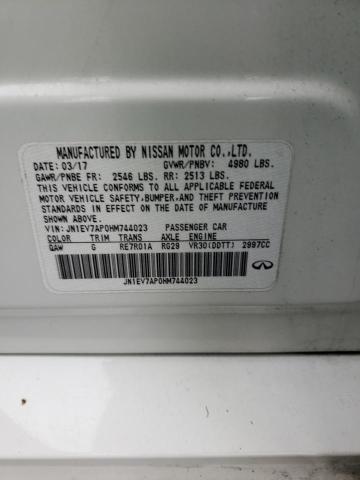 MANUFACTURED BY NISSAN MOTOR CO.,LTD.
DATE: 03/17 GVWR/PNBV: 4980 LBS.
GAWR/PNBE FR: 2546 LBS. RR: 2513 LBS.
THIS VEHICLE CONFORMS TO ALL APPLICABLE FEDERAL
MOTOR VEHICLE SAFETY,BUMPER,AND THEFT PREVENTION
STANDARDS IN EFFECT ON THE DATE OF MANUFACTURE
SHOWN ABOVE.
VIN: JN1EV7AP0HM744023 PASSENGER CAR
COLOR TRIM TRANS AXLE ENGINE
QAW G RE7R01A RG29 VR30(DDTT) 2997CC
JN1EV7AP0HM744023